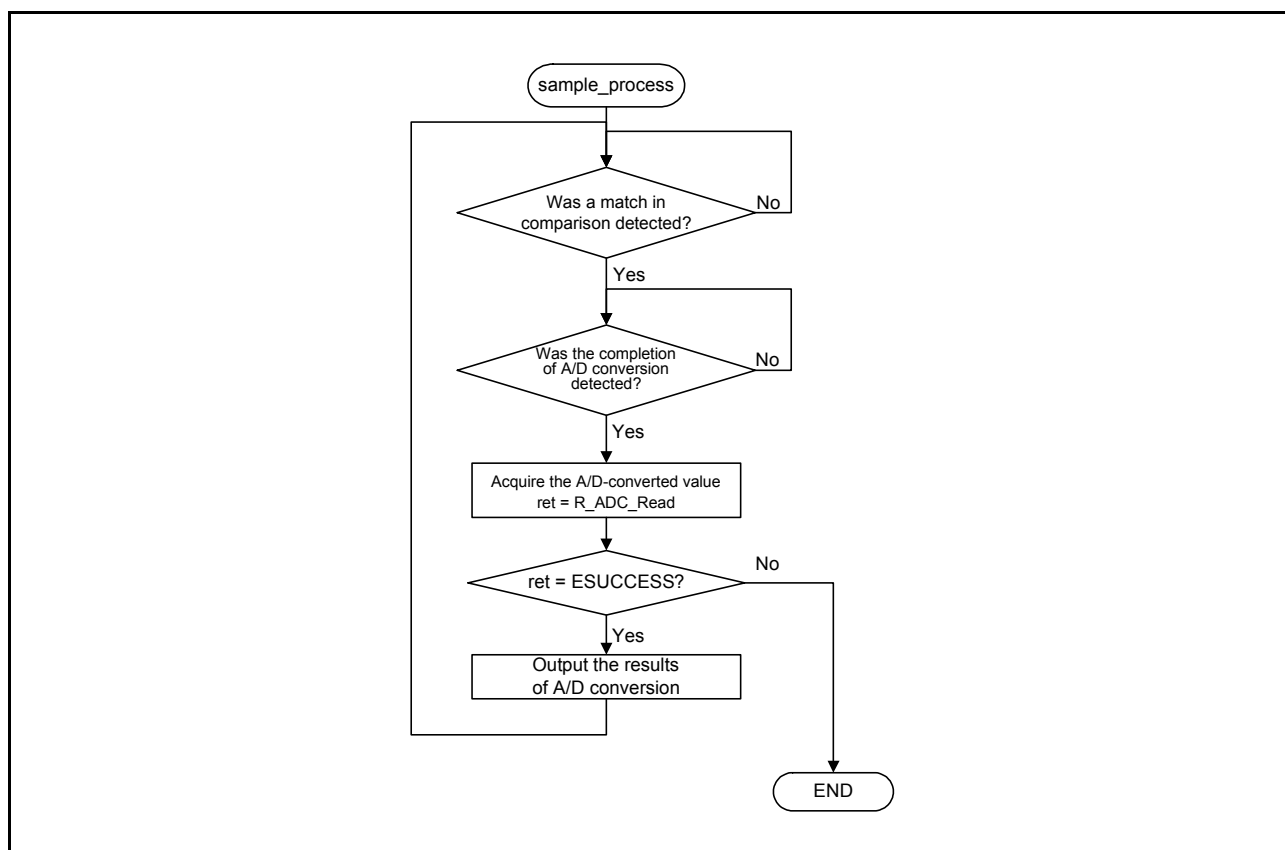 sample_process
Was a match in
comparison detected?
No
Yes
Was the completion
of A/D conversion
detected?
No
Yes
Acquire the A/D-converted value
ret = R_ADC_Read
ret = ESUCCESS?
No
Yes
Output the results
of A/D conversion
END